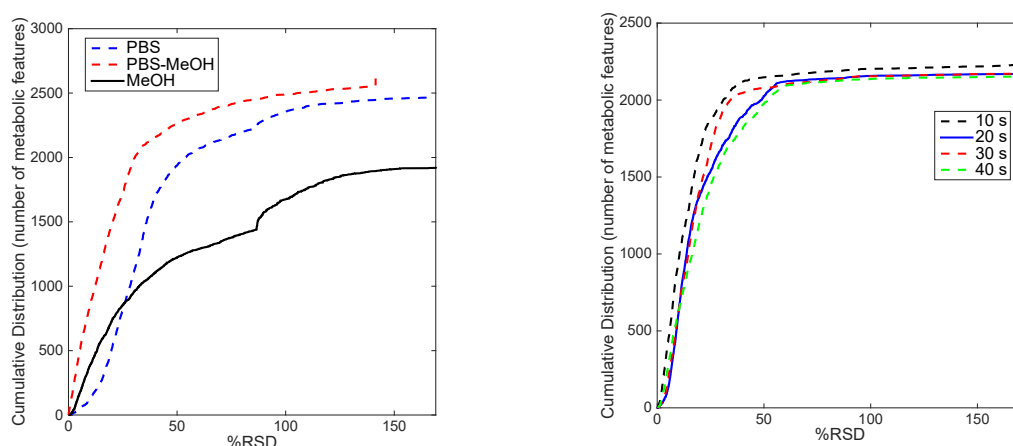 Cumulative Distribution (number of metabolic features)
3000
2500
2000
1500
1000
500
0
0
50
100
150
%RSD
PBS
PBS-MeOH
MeOH
Cumulative Distribution (number of metabolic features)
2500
2000
1500
1000
500
0
0
50
100
150
%RSD
10 s
20 s
30 s
40 s